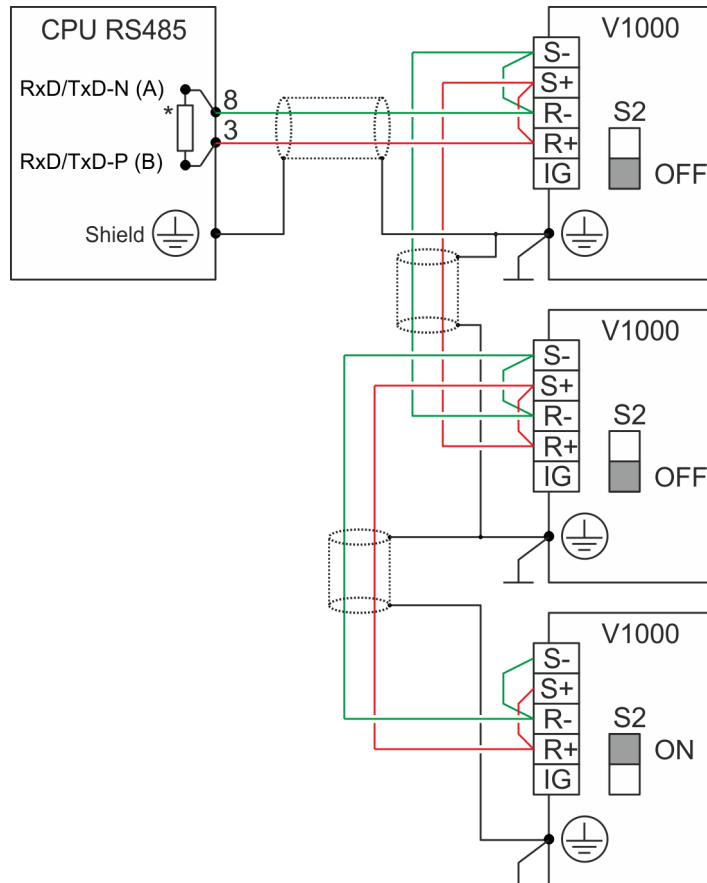 CPU RS485
RxD/TxD-N (A)
*
8
3
RxD/TxD-P (B)
Shield
V1000
S-
S+
R-
R+
IG
S2
OFF
V1000
S-
S+
R-
R+
IG
S2
OFF
V1000
S-
S+
R-
R+
IG
S2
ON